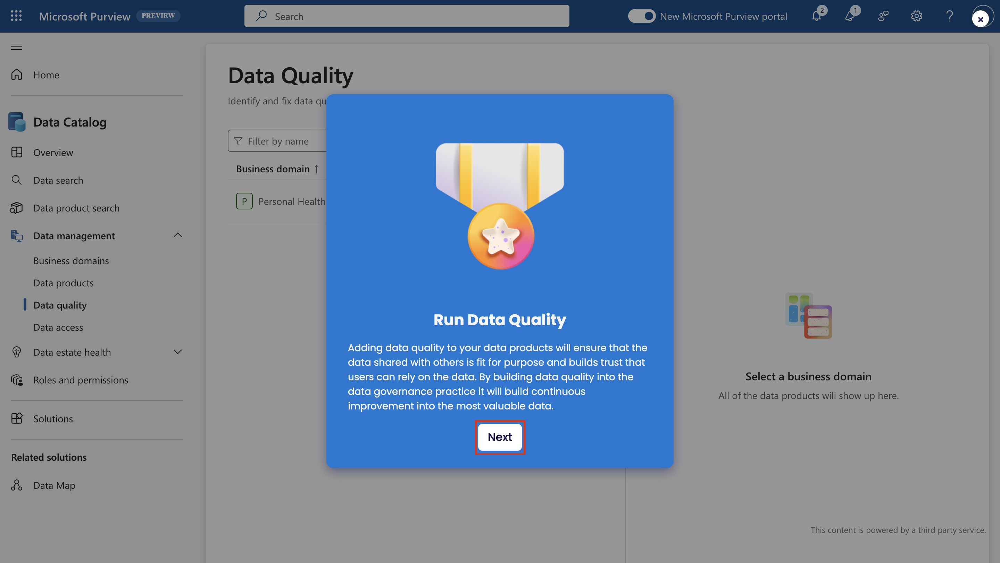 Microsoft Purview PREVIEW
Search
New Microsoft Purview portal
2
1
Home
Data Catalog
Overview
Data search
Data product search
Data management
Business domains
Data products
Data quality
Data access
Data estate health
Roles and permissions
Solutions
Related solutions
Data Map
Data Quality
Identify and fix data qu
Filter by name
Business domain ↑
P Personal Health
Run Data Quality
Adding data quality to your data products will ensure that the
data shared with others is fit for purpose and builds trust that
users can rely on the data. By building data quality into the
data governance practice it will build continuous
improvement into the most valuable data.
Next
Select a business domain
All of the data products will show up here.
This content is powered by a third party service.